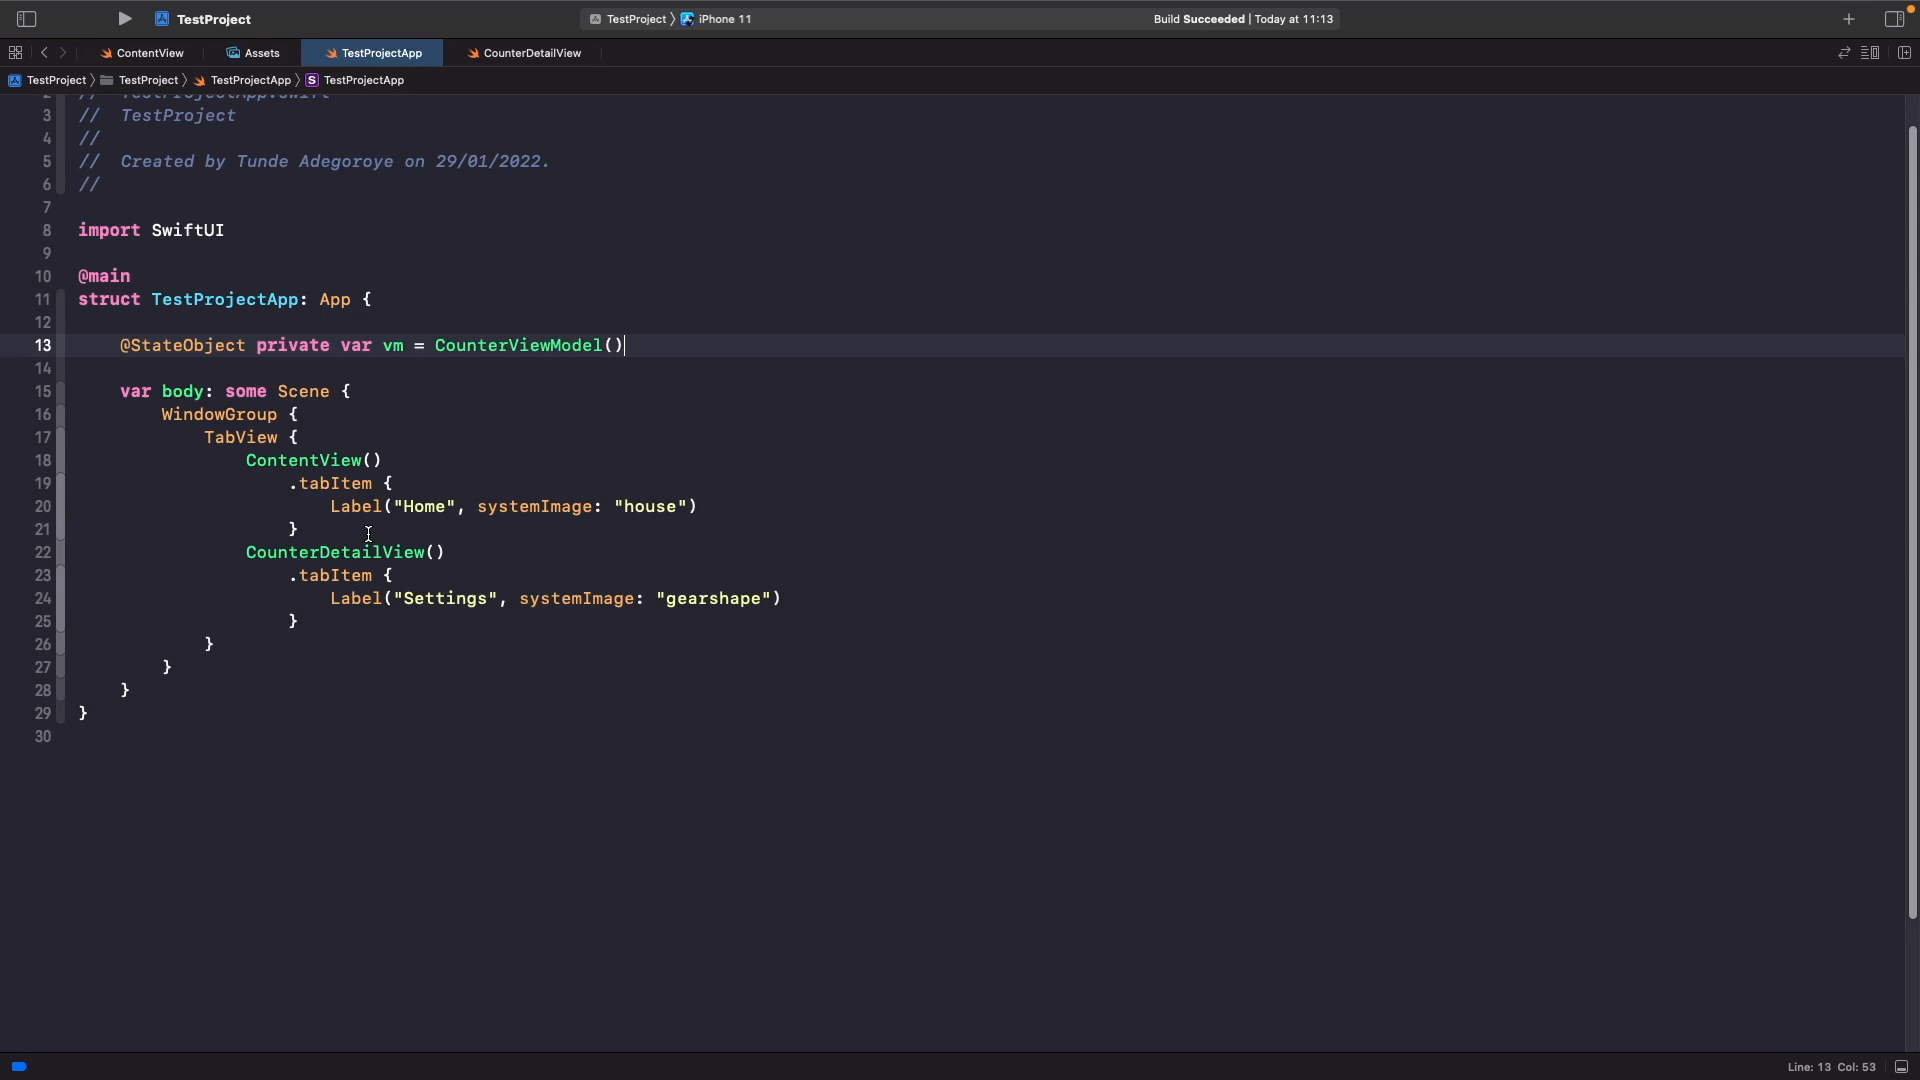 TestProject
TestProject 〉 iPhone 11
Build Succeeded | Today at 11:13
ContentView
Assets
TestProjectApp
CounterDetailView
TestProject 〉 TestProject 〉 TestProjectApp 〉 S TestProjectApp
2 // TestProjectApp.swift
3 // TestProject
4 //
5 // Created by Tunde Adegoroye on 29/01/2022.
6 //
7
8 import SwiftUI
9
10 @main
11 struct TestProjectApp: App {
12
13 @StateObject private var vm = CounterViewModel()
14
15 var body: some Scene {
16 WindowGroup {
17 TabView {
18 ContentView()
19 .tabItem {
20 Label("Home", systemImage: "house")
21 }
22 CounterDetailView()
23 .tabItem {
24 Label("Settings", systemImage: "gearshape")
25 }
26 }
27 }
28 }
29 }
30
Line: 13 Col: 53